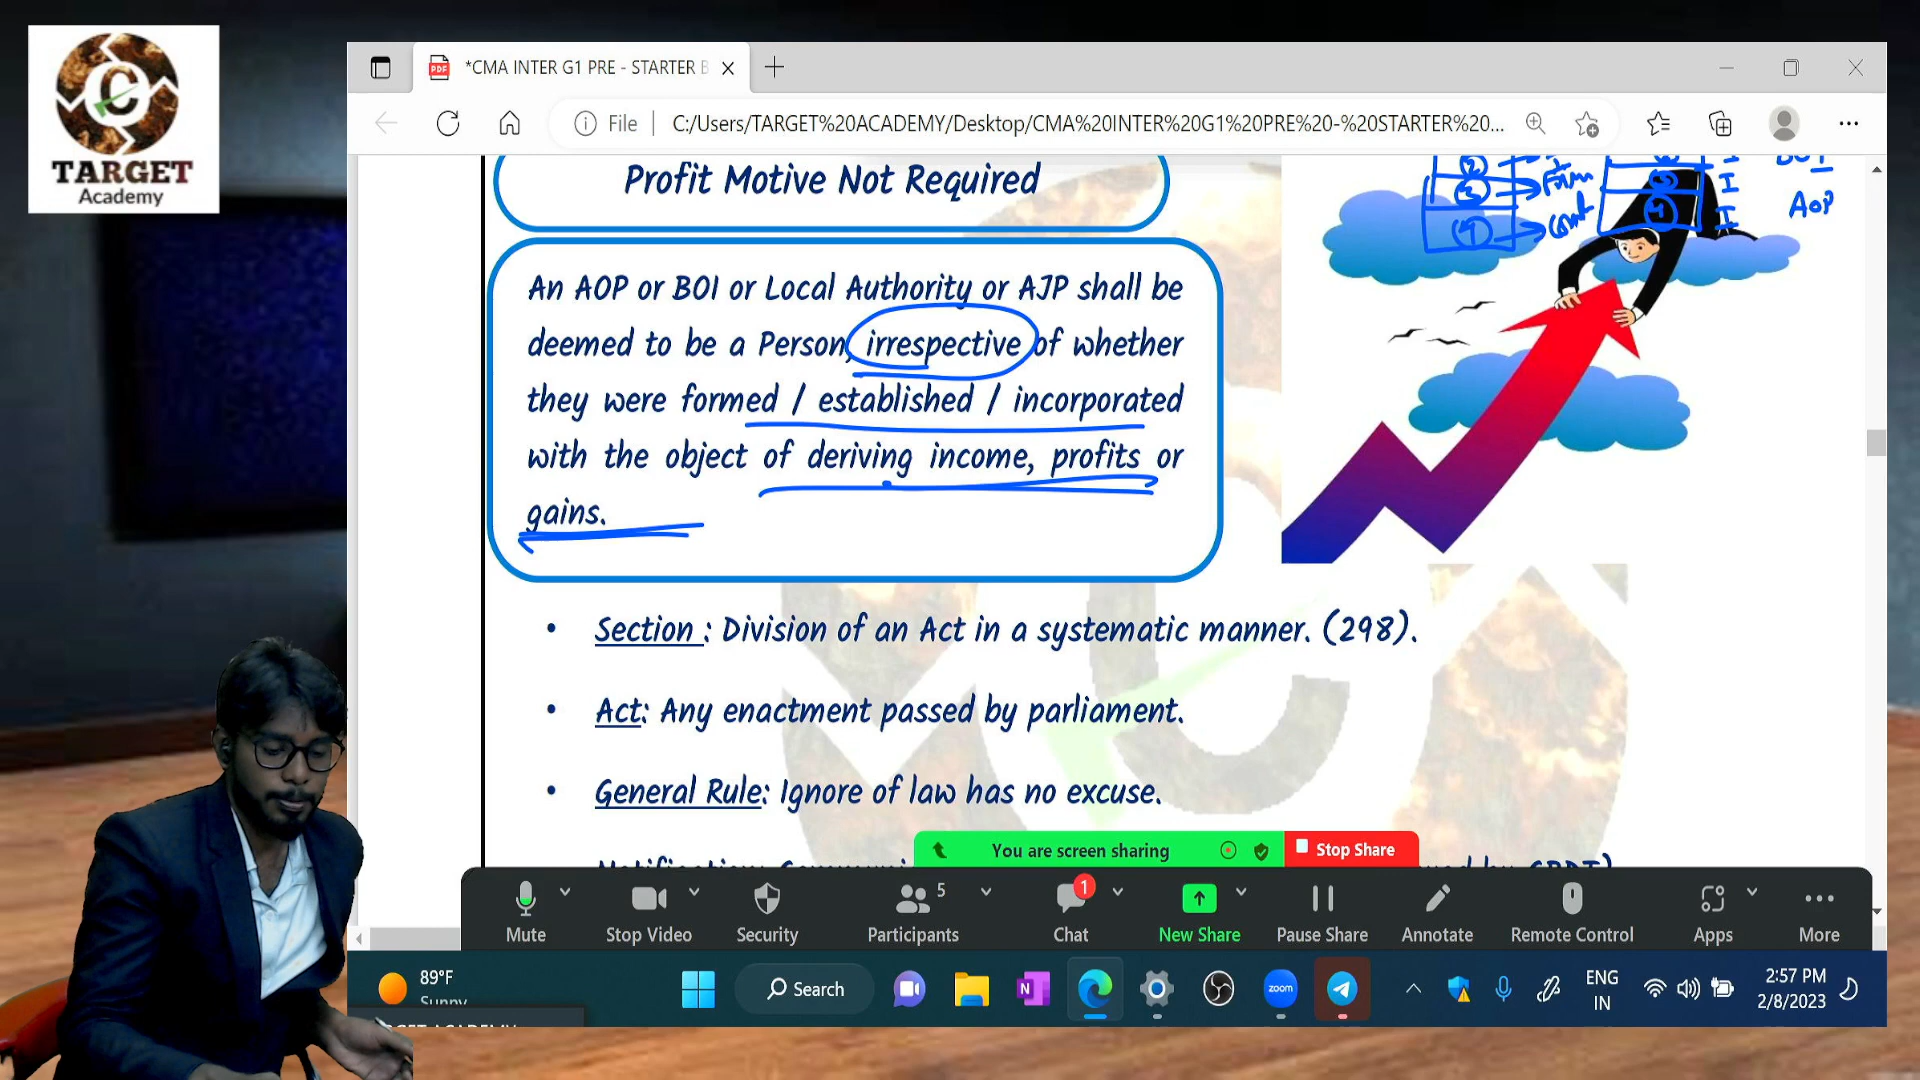 TARGET
Academy
*CMA INTER G1 PRE - STARTER B
File
C:/Users/TARGET%20ACADEMY/Desktop/CMA%20INTER%20G1%20PRE%20-%20STARTER%20...
Profit Motive Not Required
Firm
I
I
AOP
An AOP or BOI or Local Authority or AJP shall be
deemed to be a Person, irrespective of whether
they were formed / established / incorporated
with the object of deriving income, profits or
gains.
• Section : Division of an Act in a systematic manner. (298).
• Act: Any enactment passed by parliament.
• General Rule: Ignore of law has no excuse.
You are screen sharing
Stop Share
5
1
Mute
Stop Video
Security
Participants
Chat
New Share
Pause Share
Annotate
Remote Control
Apps
More
89°F
Sunny
Search
zoom
ENG
IN
2:57 PM
2/8/2023